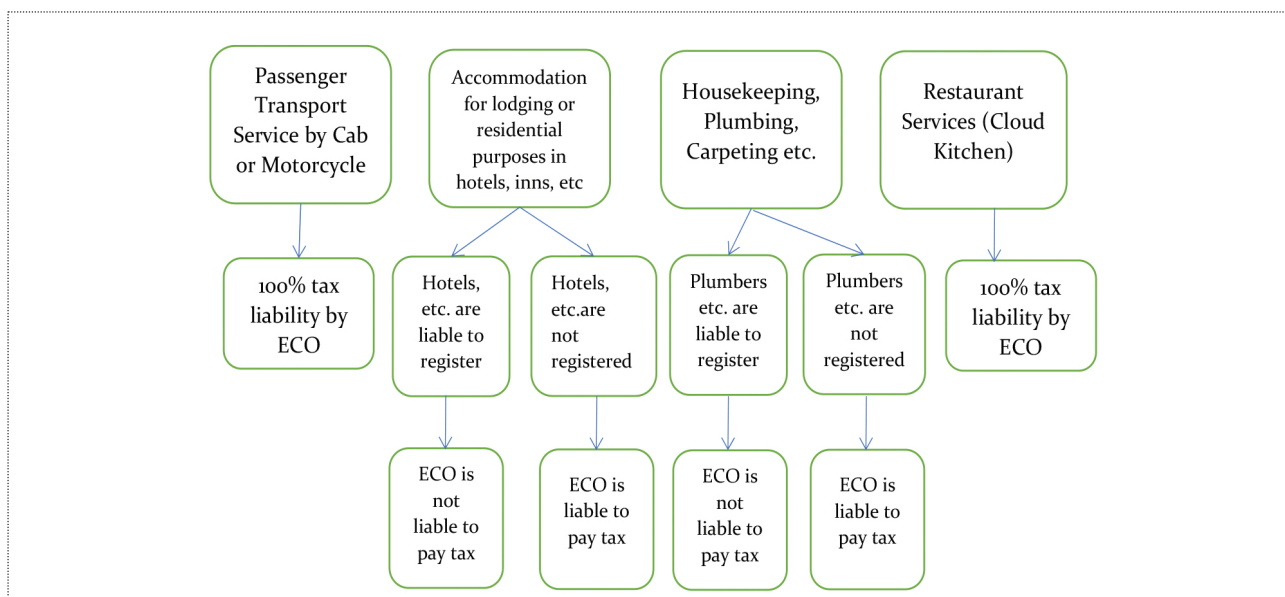 Passenger
Transport
Service by Cab
or Motorcycle
Accommodation
for lodging or
residential
purposes in
hotels, inns, etc
Housekeeping,
Plumbing,
Carpeting etc.
Restaurant
Services (Cloud
Kitchen)
100% tax
liability by
ECO
Hotels,
etc. are
liable to
register
Hotels,
etc.are
not
registered
Plumbers
etc. are
liable to
register
Plumbers
etc. are
not
registered
100% tax
liability by
ECO
ECO is
not
liable to
pay tax
ECO is
liable to
pay tax
ECO is
not
liable to
pay tax
ECO is
liable to
pay tax